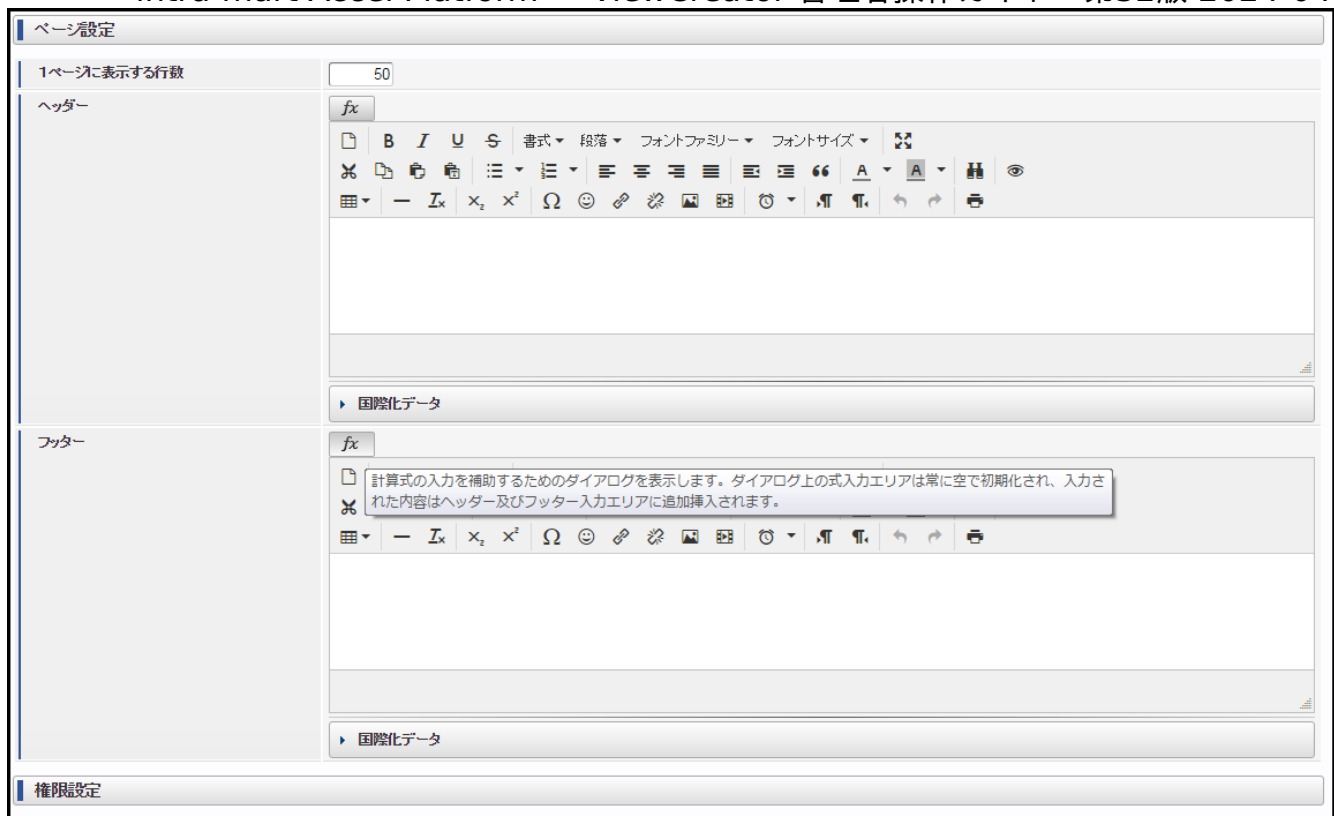 ページ設定
1ページに表示する行数 50
ヘッダー fx
B I U S 書式 段落 フォントファミリー フォントサイズ
A A
Ix x₂ x² Ω
国際化データ
フッター fx
計算式の入力を補助するためのダイアログを表示します。ダイアログ上の式入力エリアは常に空で初期化され、入力さ
れた内容はヘッダー及びフッター入力エリアに追加挿入されます。
Ix x₂ x² Ω
国際化データ
権限設定